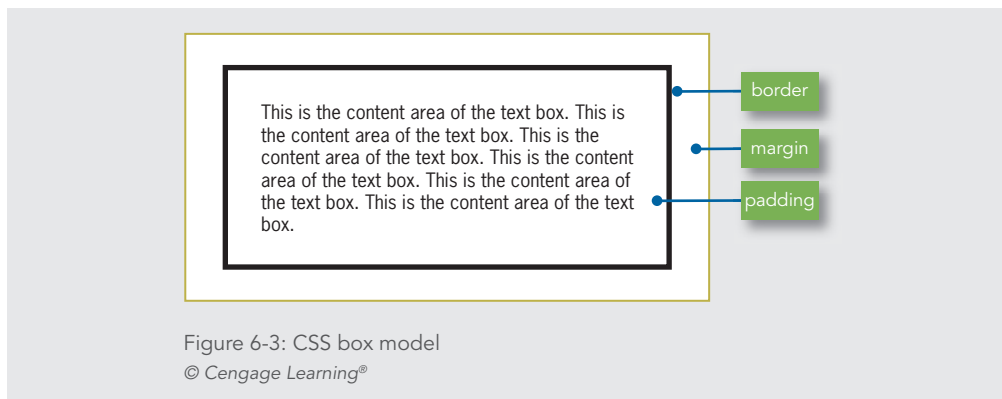 This is the content area of the text box. This is
the content area of the text box. This is the
content area of the text box. This is the content
area of the text box. This is the content area of
the text box. This is the content area of the text
box.
border
margin
padding
Figure 6-3: CSS box model
© Cengage Learning®